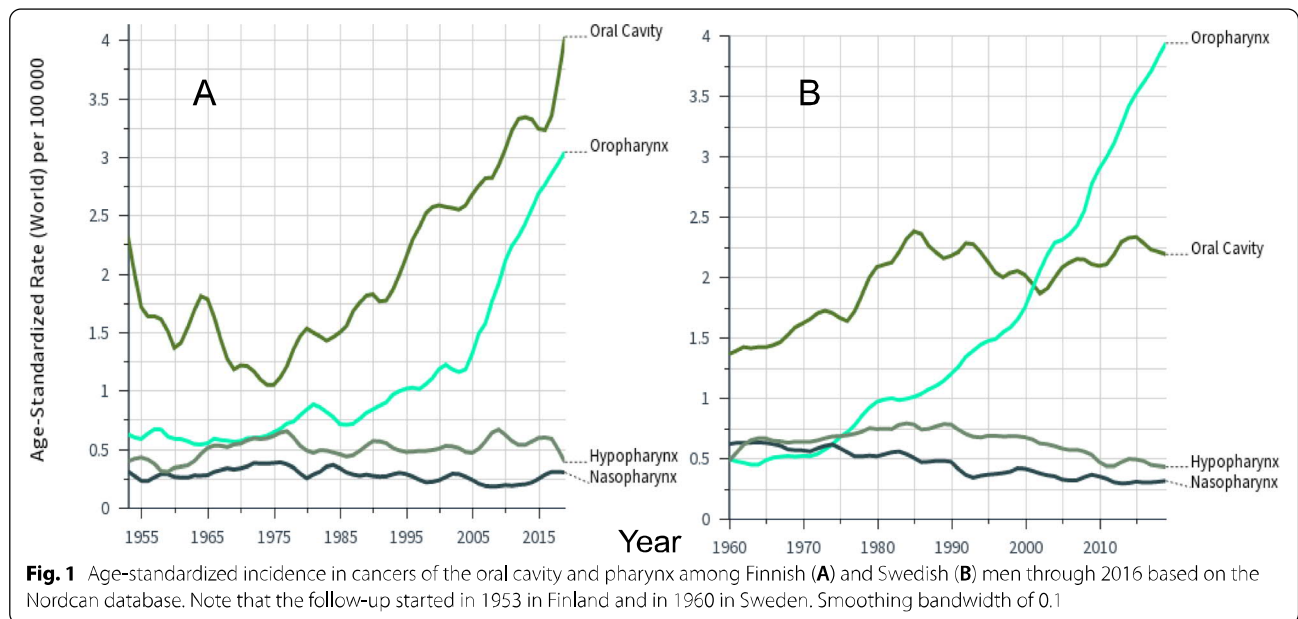 Age-Standardized Rate (World) per 100 000
A
4
3.5
3
2.5
2
1.5
1
0.5
0
1955 1965 1975 1985 1995 2005 2015
Oral Cavity
Oropharynx
Hypopharynx
Nasopharynx
B
4
3.5
3
2.5
2
1.5
1
0.5
0
1960 1970 1980 1990 2000 2010
Oropharynx
Oral Cavity
Hypopharynx
Nasopharynx
Year
Fig. 1 Age-standardized incidence in cancers of the oral cavity and pharynx among Finnish (A) and Swedish (B) men through 2016 based on the
Nordcan database. Note that the follow-up started in 1953 in Finland and in 1960 in Sweden. Smoothing bandwidth of 0.1